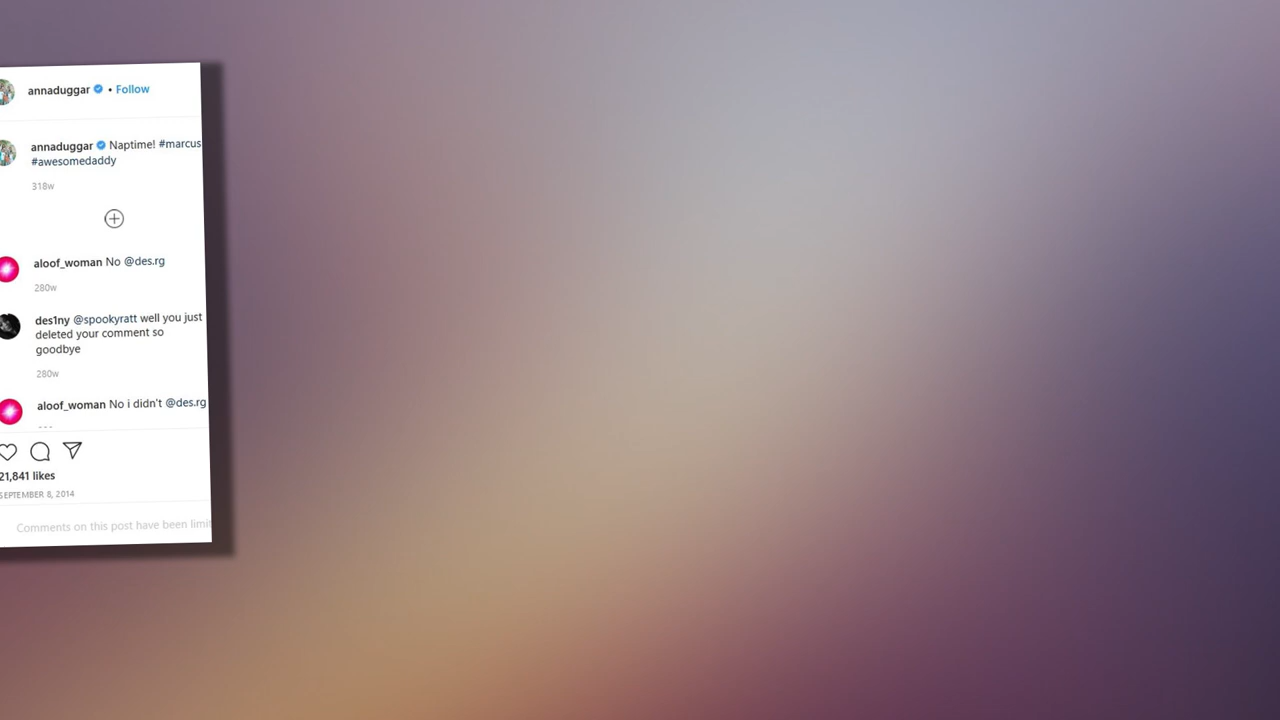 annaduggar • Follow
annaduggar Naptime! #marcus
#awesomedaddy
318w
aloof_woman No @des.rg
280w
des1ny @spookyratt well you just
deleted your comment so
goodbye
280w
aloof_woman No i didn't @des.rg
21,841 likes
SEPTEMBER 8, 2014
Comments on this post have been